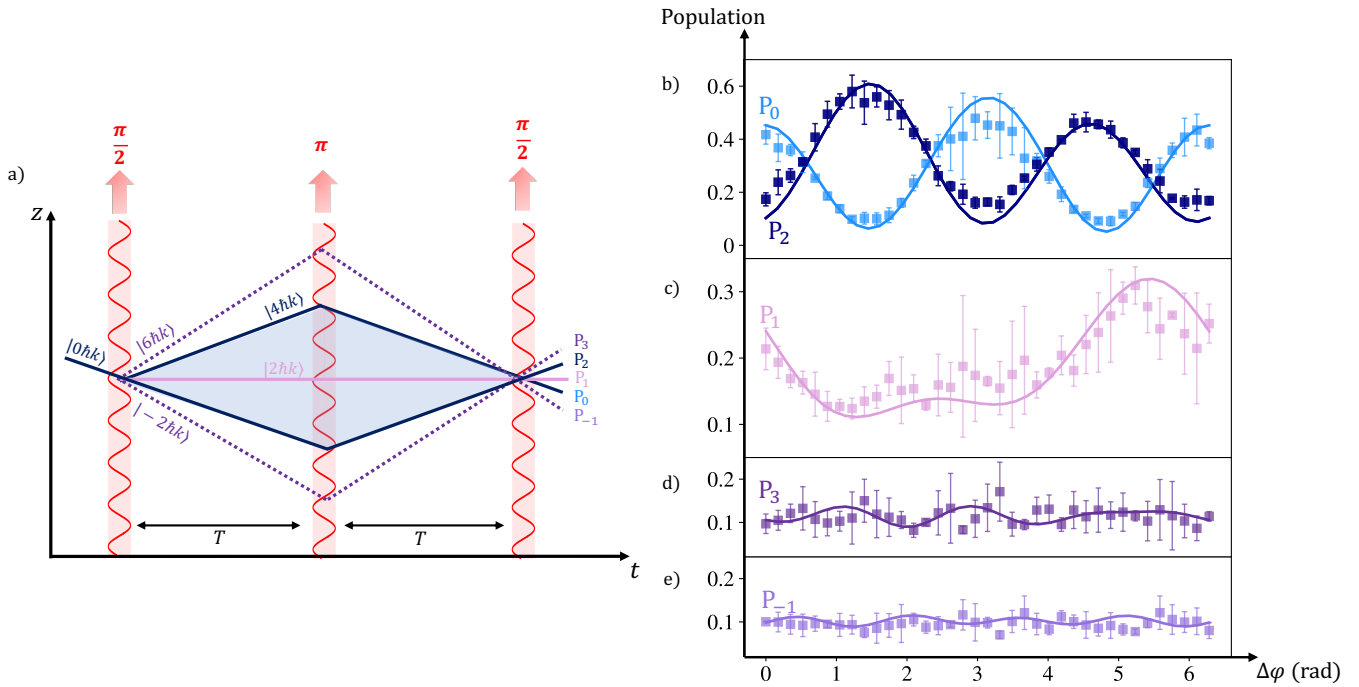 a)
z
π/2
π
π/2
|0ℏk⟩
|6ℏk⟩
|4ℏk⟩
|2ℏk⟩
|−2ℏk⟩
P₃
P₂
P₁
P₀
P₋₁
T
T
t
Population
b)
0.6
0.4
0.2
0
P₀
P₂
c)
0.3
0.2
0.1
P₁
d)
0.2
0.1
P₃
e)
0.2
0.1
P₋₁
0 1 2 3 4 5 6
Δφ (rad)